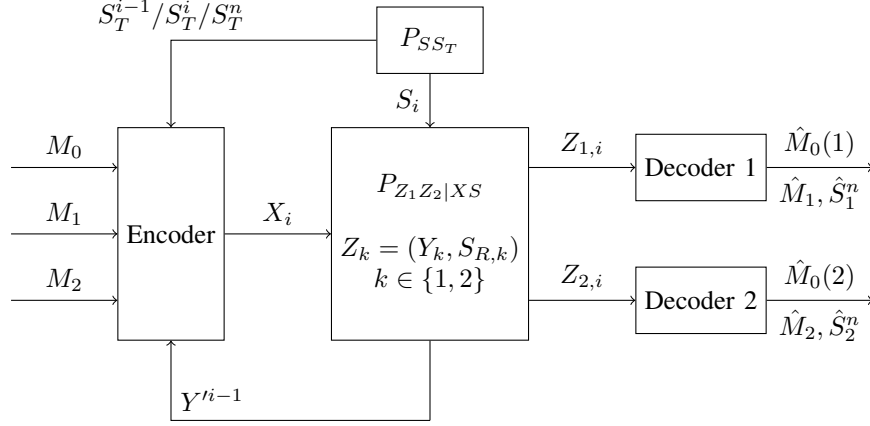 $S_T^{i-1}/S_T^i/S_T^n$
$P_{SS_T}$
$S_i$
$M_0$
$M_1$
$M_2$
Encoder
$X_i$
$P_{Z_1Z_2|XS}$
$Z_k = (Y_k, S_{R,k})$
$k \in \{1, 2\}$
$Z_{1,i}$
Decoder 1
$\hat{M}_0(1)$
$\hat{M}_1, \hat{S}_1^n$
$Z_{2,i}$
Decoder 2
$\hat{M}_0(2)$
$\hat{M}_2, \hat{S}_2^n$
$Y'^{i-1}$